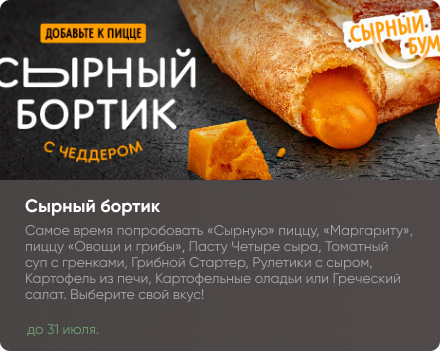 ДОБАВЬТЕ К ПИЦЦЕ
СЫРНЫЙ
БУМ
СЫРНЫЙ
БОРТИК
С ЧЕДДЕРОМ
Сырный бортик
Самое время попробовать «Сырную» пиццу, «Маргариту»,
пиццу «Овощи и грибы», Пасту Четыре сыра, Томатный
суп с гренками, Грибной Стартер, Рулетики с сыром,
Картофель из печи, Картофельные оладьи или Греческий
салат. Выберите свой вкус!
до 31 июля.